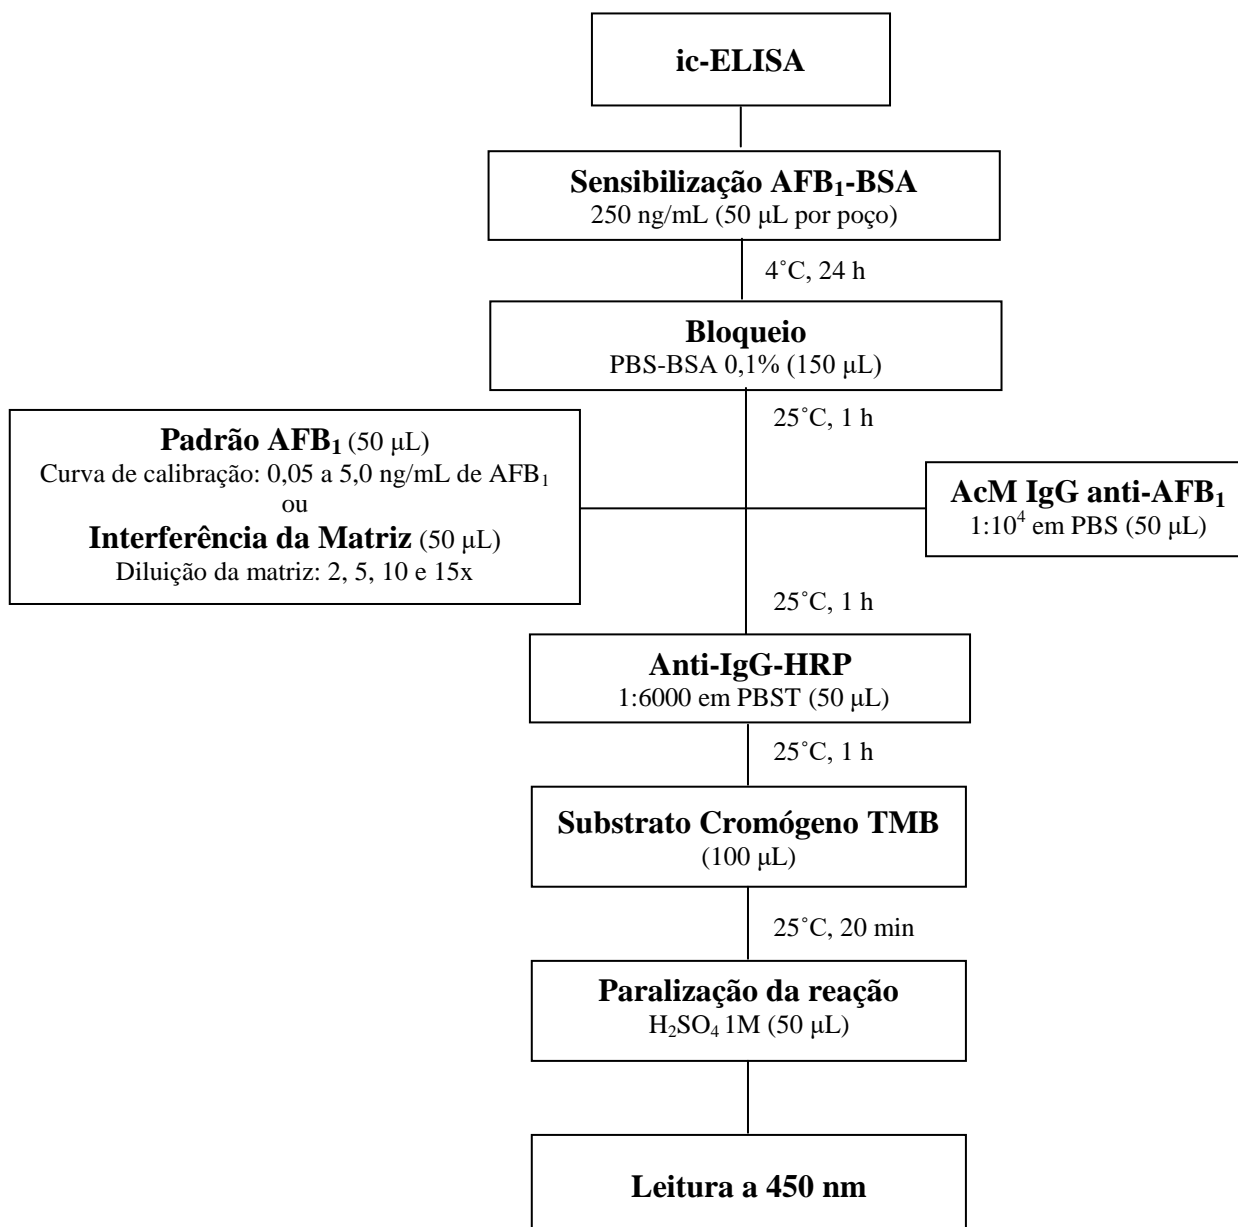 ic-ELISA
Sensibilização AFB₁-BSA
250 ng/mL (50 μL por poço)
4˚C, 24 h
Bloqueio
PBS-BSA 0,1% (150 μL)
25˚C, 1 h
Padrão AFB₁ (50 μL)
Curva de calibração: 0,05 a 5,0 ng/mL de AFB₁
ou
Interferência da Matriz (50 μL)
Diluição da matriz: 2, 5, 10 e 15x
AcM IgG anti-AFB₁
1:10⁴ em PBS (50 μL)
25˚C, 1 h
Anti-IgG-HRP
1:6000 em PBST (50 μL)
25˚C, 1 h
Substrato Cromógeno TMB
(100 μL)
25˚C, 20 min
Paralização da reação
H₂SO₄ 1M (50 μL)
Leitura a 450 nm